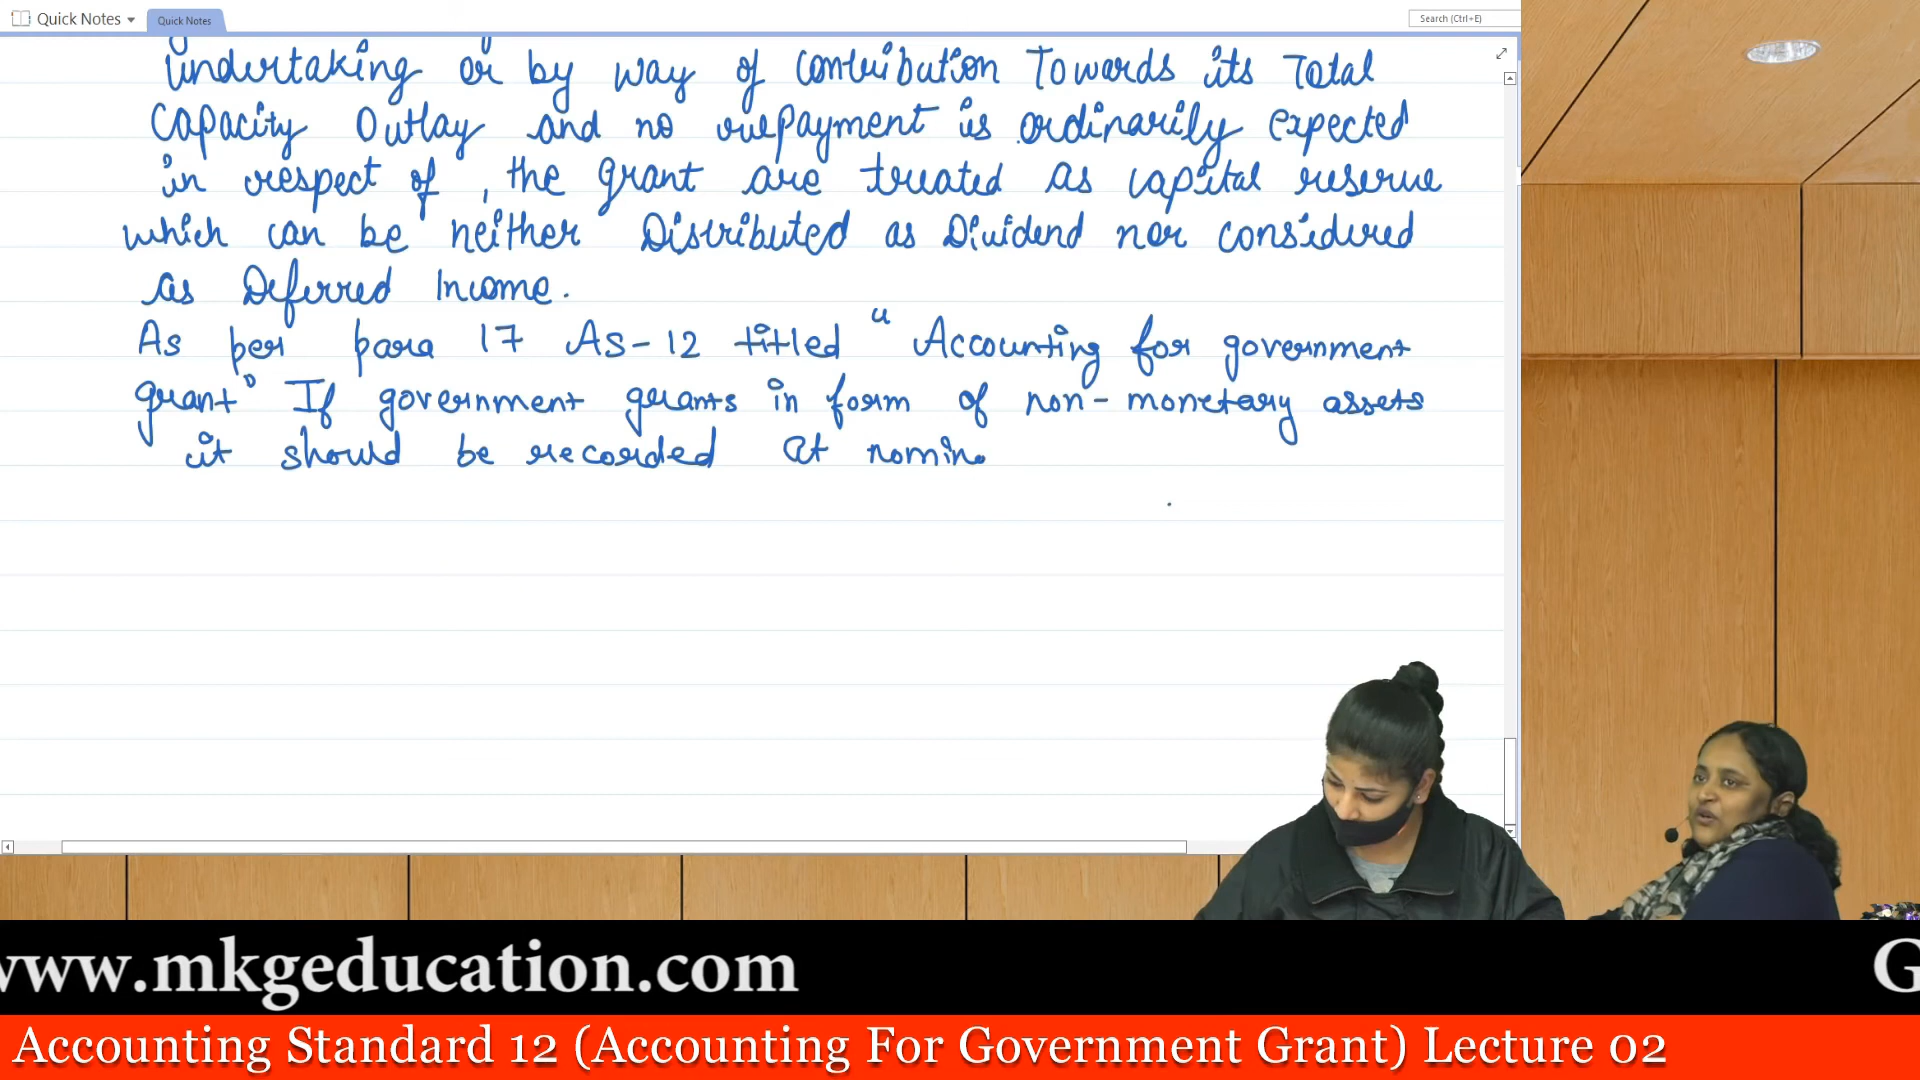 Quick Notes
Quick Notes
Search (Ctrl+E)
undertaking or by way of contribution Towards its Total
Capacity Outlay and no repayment is ordinarily expected
in respect of, the grant are treated as capital reserve
which can be neither Distributed as Dividend nor considered
as Deferred Income.
As per para 17 AS-12 titled "Accounting for government
grant" If government grants in form of non-monetary assets
it should be recorded at nomin
www.mkgeducation.com
G
Accounting Standard 12 (Accounting For Government Grant) Lecture 02